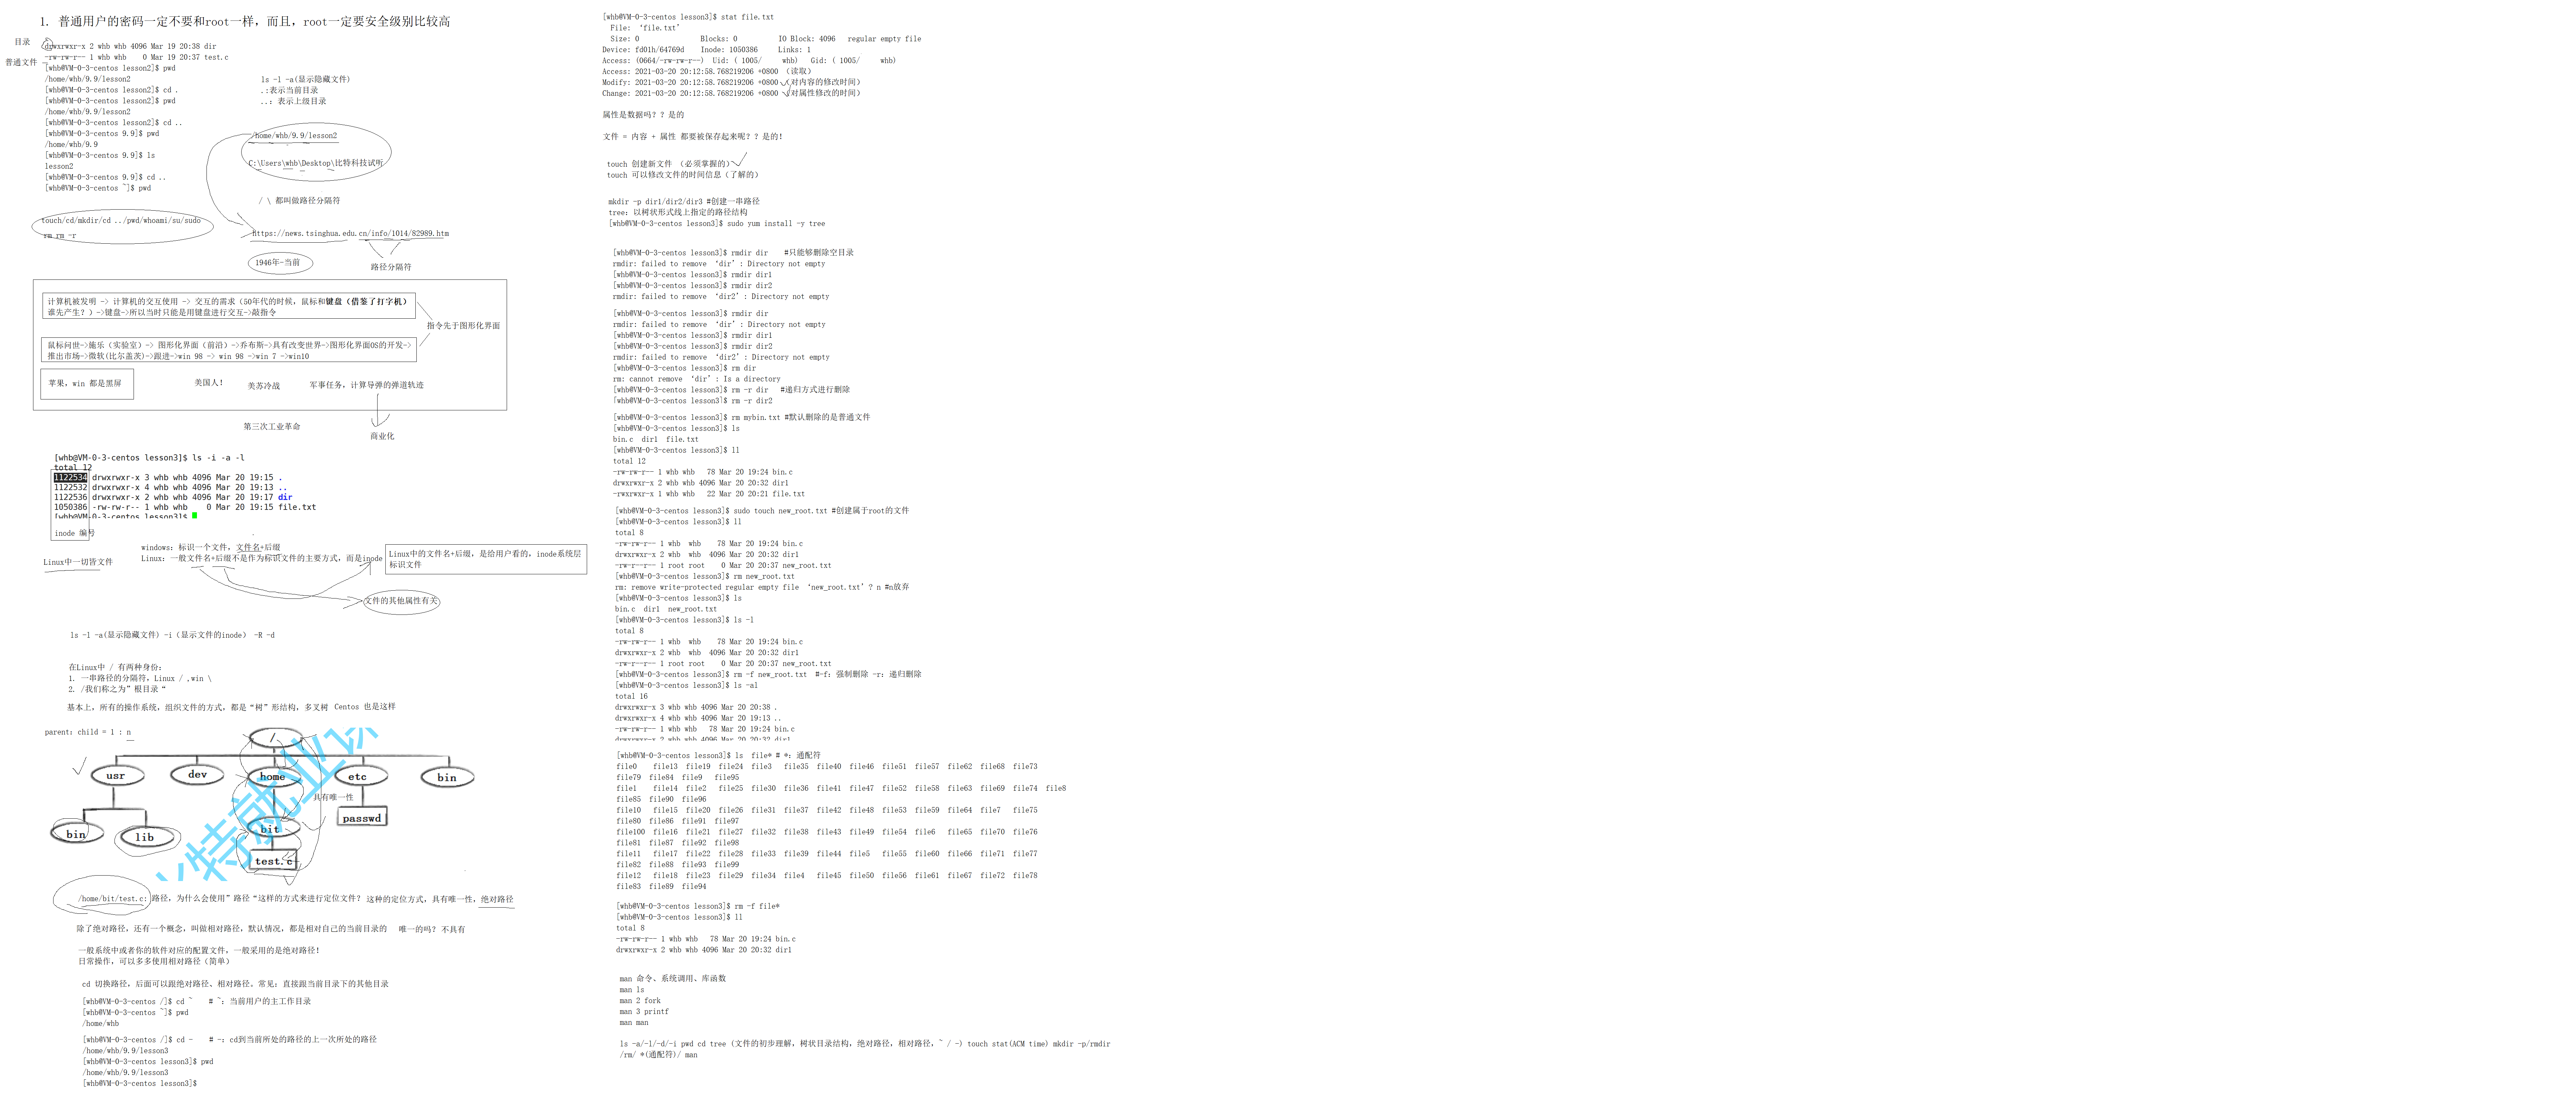 1. 普通用户的密码一定不要和root一样，而且，root一定要安全级别比较高
目录
drwxrwxr-x 2 whb whb 4096 Mar 19 20:38 dir
普通文件
-rw-rw-r-- 1 whb whb    0 Mar 19 20:37 test.c
[whb@VM-0-3-centos lesson2]$ pwd
/home/whb/9.9/lesson2
[whb@VM-0-3-centos lesson2]$ cd .
[whb@VM-0-3-centos lesson2]$ pwd
/home/whb/9.9/lesson2
[whb@VM-0-3-centos lesson2]$ cd ..
[whb@VM-0-3-centos 9.9]$ pwd
/home/whb/9.9
[whb@VM-0-3-centos 9.9]$ ls
lesson2
[whb@VM-0-3-centos 9.9]$ cd ..
[whb@VM-0-3-centos ~]$ pwd
ls -l -a(显示隐藏文件)
.:表示当前目录
..: 表示上级目录
/home/whb/9.9/lesson2
C:\Users\whb\Desktop\比特科技试听
/ \ 都叫做路径分隔符
touch/cd/mkdir/cd ../pwd/whoami/su/sudo
rm rm -r
https://news.tsinghua.edu.cn/info/1014/82989.htm
1946年-当前
路径分隔符
计算机被发明 -> 计算机的交互使用 -> 交互的需求（50年代的时候，鼠标和键盘（借鉴了打字机）
谁先产生？）->键盘->所以当时只能是用键盘进行交互->敲指令
指令先于图形化界面
鼠标问世->施乐（实验室）-> 图形化界面（前沿）->乔布斯->具有改变世界->图形化界面OS的开发->
推出市场->微软(比尔盖茨)->跟进->win 98 -> win 98 ->win 7 ->win10
苹果，win 都是黑屏
美国人！
美苏冷战
军事任务，计算导弹的弹道轨迹
第三次工业革命
商业化
[whb@VM-0-3-centos lesson3]$ ls -i -a -l
total 12
1122534 drwxrwxr-x 3 whb whb 4096 Mar 20 19:15 .
1122532 drwxrwxr-x 4 whb whb 4096 Mar 20 19:13 ..
1122536 drwxrwxr-x 2 whb whb 4096 Mar 20 19:17 dir
1050386 -rw-rw-r-- 1 whb whb    0 Mar 20 19:15 file.txt
[whb@VM-0-3-centos lesson3]$
inode 编号
windows: 标识一个文件，文件名+后缀
Linux: 一般文件名+后缀不是作为标识文件的主要方式，而是inode
Linux中的文件名+后缀，是给用户看的，inode系统层
标识文件
Linux中一切皆文件
文件的其他属性有关
ls -l -a(显示隐藏文件) -i（显示文件的inode） -R -d
在Linux中 / 有两种身份：
1. 一串路径的分隔符，Linux / ,win \
2. /我们称之为”根目录“
基本上，所有的操作系统，组织文件的方式，都是“树”形结构，多叉树 Centos 也是这样
parent: child = 1 : n
/
usr dev home etc bin
具有唯一性
bin lib bit passwd
test.c
特就业
/home/bit/test.c: 路径，为什么会使用”路径“这样的方式来进行定位文件？ 这种的定位方式，具有唯一性，绝对路径
除了绝对路径，还有一个概念，叫做相对路径，默认情况，都是相对自己的当前目录的 唯一的吗？不具有
一般系统中或者你的软件对应的配置文件，一般采用的是绝对路径！
日常操作，可以多多使用相对路径（简单）
cd 切换路径，后面可以跟绝对路径、相对路径。常见：直接跟当前目录下的其他目录
[whb@VM-0-3-centos /]$ cd ~    # ~: 当前用户的主工作目录
[whb@VM-0-3-centos ~]$ pwd
/home/whb
[whb@VM-0-3-centos /]$ cd -    # -: cd到当前所处的路径的上一次所处的路径
/home/whb/9.9/lesson3
[whb@VM-0-3-centos lesson3]$ pwd
/home/whb/9.9/lesson3
[whb@VM-0-3-centos lesson3]$
[whb@VM-0-3-centos lesson3]$ stat file.txt
File: ‘file.txt’
Size: 0 Blocks: 0 IO Block: 4096 regular empty file
Device: fd01h/64769d Inode: 1050386 Links: 1
Access: (0664/-rw-rw-r--) Uid: ( 1005/ whb) Gid: ( 1005/ whb)
Access: 2021-03-20 20:12:58.768219206 +0800 （读取）
Modify: 2021-03-20 20:12:58.768219206 +0800 （对内容的修改时间）
Change: 2021-03-20 20:12:58.768219206 +0800 （对属性修改的时间）
属性是数据吗？？是的
文件 = 内容 + 属性 都要被保存起来呢？？是的！
touch 创建新文件 （必须掌握的）
touch 可以修改文件的时间信息（了解的）
mkdir -p dir1/dir2/dir3 #创建一串路径
tree: 以树状形式线上指定的路径结构
[whb@VM-0-3-centos lesson3]$ sudo yum install -y tree
[whb@VM-0-3-centos lesson3]$ rmdir dir    #只能够删除空目录
rmdir: failed to remove ‘dir’: Directory not empty
[whb@VM-0-3-centos lesson3]$ rmdir dir1
[whb@VM-0-3-centos lesson3]$ rmdir dir2
rmdir: failed to remove ‘dir2’: Directory not empty
[whb@VM-0-3-centos lesson3]$ rmdir dir
rmdir: failed to remove ‘dir’: Directory not empty
[whb@VM-0-3-centos lesson3]$ rmdir dir1
[whb@VM-0-3-centos lesson3]$ rmdir dir2
rmdir: failed to remove ‘dir2’: Directory not empty
[whb@VM-0-3-centos lesson3]$ rm dir
rm: cannot remove ‘dir’: Is a directory
[whb@VM-0-3-centos lesson3]$ rm -r dir   #递归方式进行删除
[whb@VM-0-3-centos lesson3]$ rm -r dir2
[whb@VM-0-3-centos lesson3]$ rm mybin.txt #默认删除的是普通文件
[whb@VM-0-3-centos lesson3]$ ls
bin.c  dir1  file.txt
[whb@VM-0-3-centos lesson3]$ ll
total 12
-rw-rw-r-- 1 whb whb   78 Mar 20 19:24 bin.c
drwxrwxr-x 2 whb whb 4096 Mar 20 20:32 dir1
-rwxrwxr-x 1 whb whb   22 Mar 20 20:21 file.txt
[whb@VM-0-3-centos lesson3]$ sudo touch new_root.txt #创建属于root的文件
[whb@VM-0-3-centos lesson3]$ ll
total 8
-rw-rw-r-- 1 whb  whb    78 Mar 20 19:24 bin.c
drwxrwxr-x 2 whb  whb  4096 Mar 20 20:32 dir1
-rw-r--r-- 1 root root    0 Mar 20 20:37 new_root.txt
[whb@VM-0-3-centos lesson3]$ rm new_root.txt
rm: remove write-protected regular empty file ‘new_root.txt’? n #n放弃
[whb@VM-0-3-centos lesson3]$ ls
bin.c  dir1  new_root.txt
[whb@VM-0-3-centos lesson3]$ ls -l
total 8
-rw-rw-r-- 1 whb  whb    78 Mar 20 19:24 bin.c
drwxrwxr-x 2 whb  whb  4096 Mar 20 20:32 dir1
-rw-r--r-- 1 root root    0 Mar 20 20:37 new_root.txt
[whb@VM-0-3-centos lesson3]$ rm -f new_root.txt  #-f: 强制删除 -r: 递归删除
[whb@VM-0-3-centos lesson3]$ ls -al
total 16
drwxrwxr-x 3 whb whb 4096 Mar 20 20:38 .
drwxrwxr-x 4 whb whb 4096 Mar 20 19:13 ..
-rw-rw-r-- 1 whb whb   78 Mar 20 19:24 bin.c
drwxrwxr-x 2 whb whb 4096 Mar 20 20:32 dir1
[whb@VM-0-3-centos lesson3]$ ls  file* # *: 通配符
file0 file13 file19 file24 file3 file35 file40 file46 file51 file57 file62 file68 file73
file79 file84 file9 file95
file1 file14 file2 file25 file30 file36 file41 file47 file52 file58 file63 file69 file74 file8
file85 file90 file96
file10 file15 file20 file26 file31 file37 file42 file48 file53 file59 file64 file7 file75
file80 file86 file91 file97
file100 file16 file21 file27 file32 file38 file43 file49 file54 file6 file65 file70 file76
file81 file87 file92 file98
file11 file17 file22 file28 file33 file39 file44 file5 file55 file60 file66 file71 file77
file82 file88 file93 file99
file12 file18 file23 file29 file34 file4 file45 file50 file56 file61 file67 file72 file78
file83 file89 file94
[whb@VM-0-3-centos lesson3]$ rm -f file*
[whb@VM-0-3-centos lesson3]$ ll
total 8
-rw-rw-r-- 1 whb whb   78 Mar 20 19:24 bin.c
drwxrwxr-x 2 whb whb 4096 Mar 20 20:32 dir1
man 命令、系统调用、库函数
man ls
man 2 fork
man 3 printf
man man
ls -a/-l/-d/-i pwd cd tree (文件的初步理解，树状目录结构，绝对路径，相对路径，~ / -) touch stat(ACM time) mkdir -p/rmdir
/rm/ *(通配符)/ man